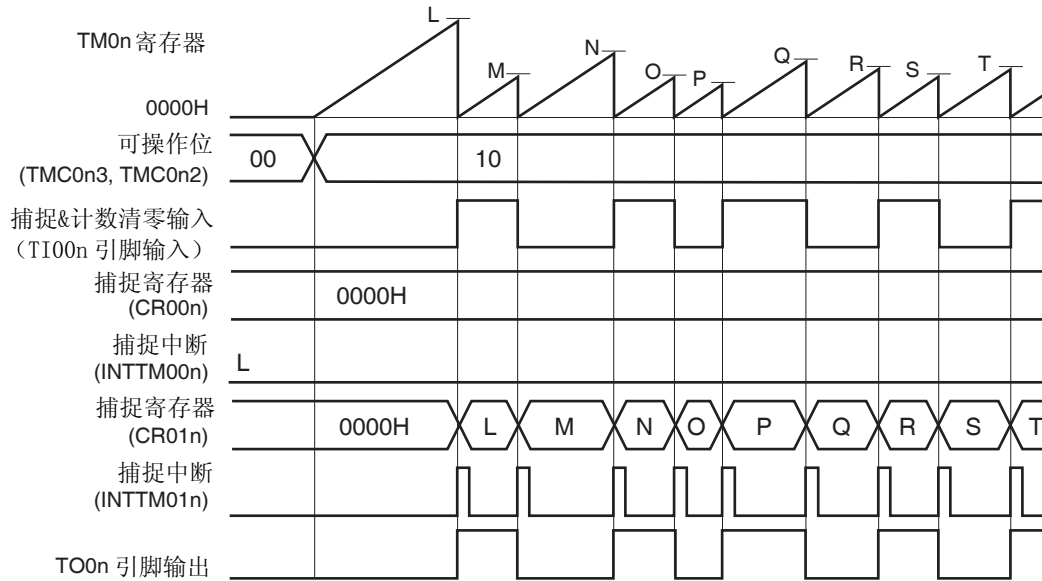 L
TM0n 寄存器
N
Q
M
O
P
R
S
T
0000H
可操作位
(TMC0n3, TMC0n2)
00
10
捕捉&计数清零输入
（TI00n 引脚输入）
捕捉寄存器
(CR00n)
0000H
捕捉中断
(INTTM00n)
L
捕捉寄存器
(CR01n)
0000H
L
M
N
O
P
Q
R
S
T
捕捉中断
(INTTM01n)
TO0n 引脚输出